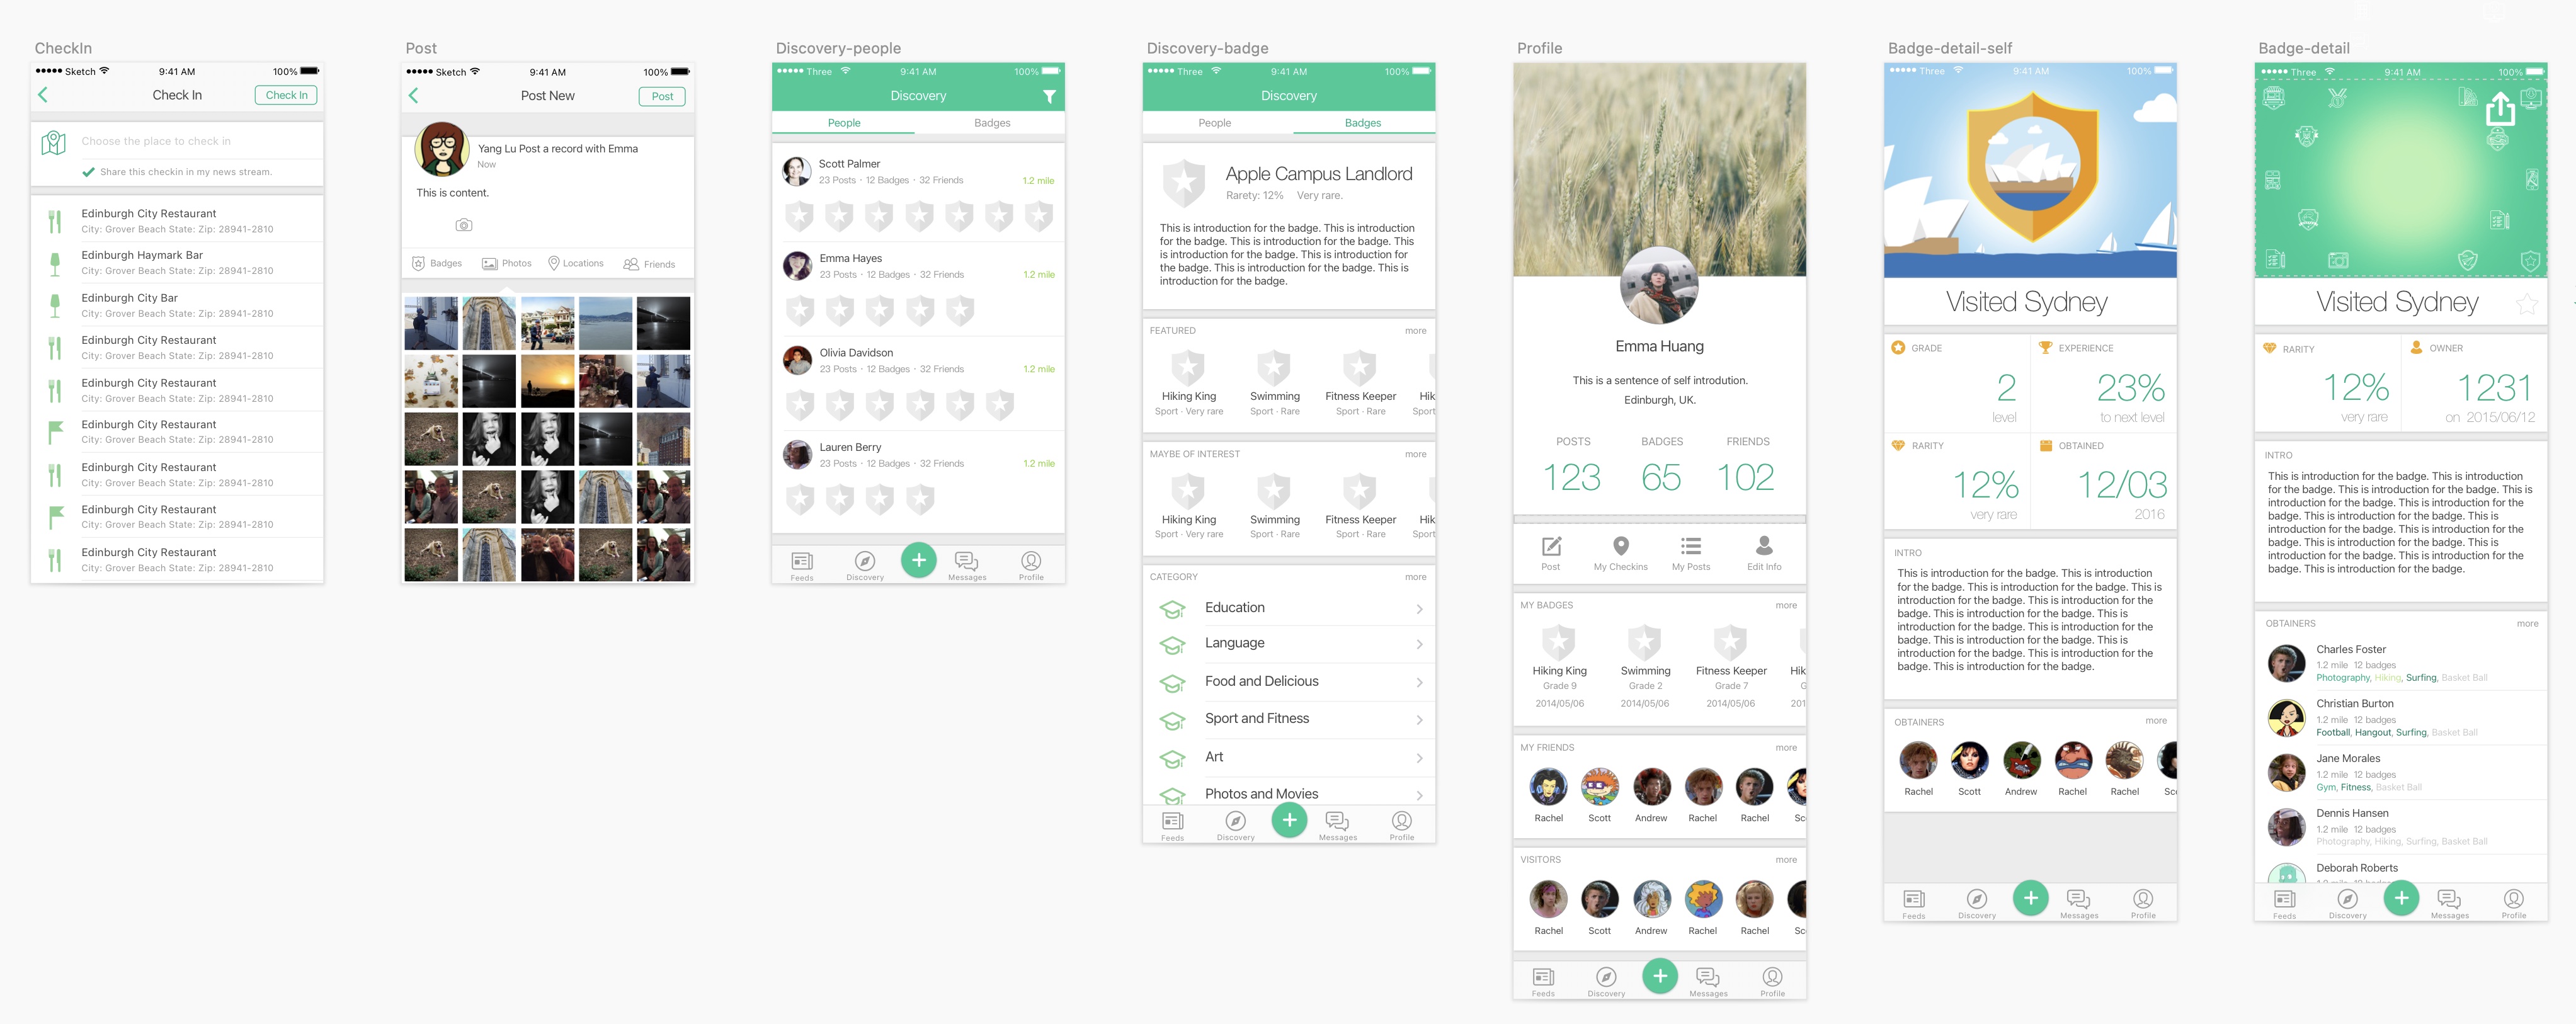 CheckIn
Sketch 9:41 AM 100%
Check In Check In
Choose the place to check in
Share this checkin in my news stream.
Edinburgh City Restaurant
City: Grover Beach State: Zip: 28941-2810
Edinburgh Haymark Bar
City: Grover Beach State: Zip: 28941-2810
Edinburgh City Bar
City: Grover Beach State: Zip: 28941-2810
Edinburgh City Restaurant
City: Grover Beach State: Zip: 28941-2810
Edinburgh City Restaurant
City: Grover Beach State: Zip: 28941-2810
Edinburgh City Restaurant
City: Grover Beach State: Zip: 28941-2810
Edinburgh City Restaurant
City: Grover Beach State: Zip: 28941-2810
Edinburgh City Restaurant
City: Grover Beach State: Zip: 28941-2810
Edinburgh City Restaurant
City: Grover Beach State: Zip: 28941-2810
Post
Sketch 9:41 AM 100%
Post New Post
Yang Lu Post a record with Emma
Now
This is content.
Badges Photos Locations Friends
Discovery-people
Three 9:41 AM 100%
Discovery
People Badges
Scott Palmer
23 Posts · 12 Badges · 32 Friends 1.2 mile
Emma Hayes
23 Posts · 12 Badges · 32 Friends 1.2 mile
Olivia Davidson
23 Posts · 12 Badges · 32 Friends 1.2 mile
Lauren Berry
23 Posts · 12 Badges · 32 Friends 1.2 mile
Feeds Discovery Messages Profile
Discovery-badge
Three 9:41 AM 100%
Discovery
People Badges
Apple Campus Landlord
Rarety: 12% Very rare.
This is introduction for the badge. This is introduction
for the badge. This is introduction for the badge. This
is introduction for the badge. This is introduction for
the badge. This is introduction for the badge. This is
introduction for the badge.
FEATURED more
Hiking King Swimming Fitness Keeper Hik
Sport · Very rare Sport · Rare Sport · Rare Sport
MAYBE OF INTEREST more
Hiking King Swimming Fitness Keeper Hik
Sport · Very rare Sport · Rare Sport · Rare Sport
CATEGORY more
Education
Language
Food and Delicious
Sport and Fitness
Art
Photos and Movies
Feeds Discovery Messages Profile
Profile
Emma Huang
This is a sentence of self introdution.
Edinburgh, UK.
POSTS BADGES FRIENDS
123 65 102
Post My Checkins My Posts Edit Info
MY BADGES more
Hiking King Swimming Fitness Keeper Hik
Grade 9 Grade 2 Grade 7 G
2014/05/06 2014/05/06 2014/05/06 201
MY FRIENDS more
Rachel Scott Andrew Rachel Rachel Sc
VISITORS more
Rachel Scott Andrew Rachel Rachel Sc
Feeds Discovery Messages Profile
Badge-detail-self
Three 9:41 AM 100%
Visited Sydney
GRADE EXPERIENCE
2 23%
level to next level
RARITY OBTAINED
12% 12/03
very rare 2016
INTRO
This is introduction for the badge. This is introduction
for the badge. This is introduction for the badge. This is
introduction for the badge. This is introduction for the
badge. This is introduction for the badge. This is
introduction for the badge. This is introduction for the
badge. This is introduction for the badge. This is
introduction for the badge. This is introduction for the
badge. This is introduction for the badge.
OBTAINERS more
Rachel Scott Andrew Rachel Rachel Sc
Feeds Discovery Messages Profile
Badge-detail
Three 9:41 AM 100%
Visited Sydney
RARITY OWNER
12% 1231
very rare on 2015/06/12
INTRO
This is introduction for the badge. This is introduction
for the badge. This is introduction for the badge. This is
introduction for the badge. This is introduction for the
badge. This is introduction for the badge. This is
introduction for the badge. This is introduction for the
badge. This is introduction for the badge. This is
introduction for the badge. This is introduction for the
badge. This is introduction for the badge.
OBTAINERS more
Charles Foster
1.2 mile 12 badges
Photography, Hiking, Surfing, Basket Ball
Christian Burton
1.2 mile 12 badges
Football, Hangout, Surfing, Basket Ball
Jane Morales
1.2 mile 12 badges
Gym, Fitness, Basket Ball
Dennis Hansen
1.2 mile 12 badges
Photography, Hiking, Surfing, Basket Ball
Deborah Roberts
Feeds Discovery Messages Profile